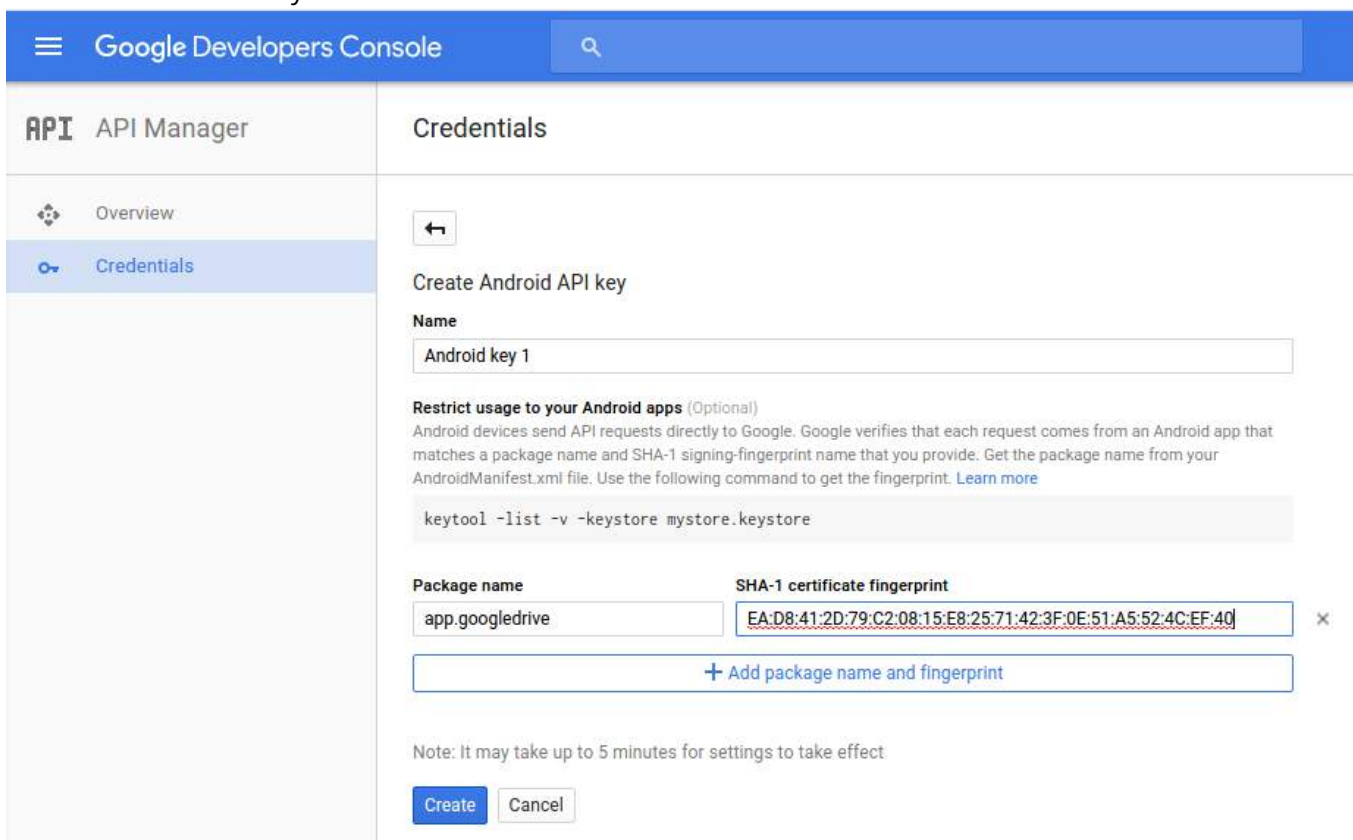 Google Developers Console
API API Manager
Credentials
Overview
Credentials
Create Android API key
Name
Android key 1
Restrict usage to your Android apps (Optional)
Android devices send API requests directly to Google. Google verifies that each request comes from an Android app that
matches a package name and SHA-1 signing-fingerprint name that you provide. Get the package name from your
AndroidManifest.xml file. Use the following command to get the fingerprint. Learn more
keytool -list -v -keystore mystore.keystore
Package name SHA-1 certificate fingerprint
app.googledrive EA:D8:41:2D:79:C2:08:15:E8:25:71:42:3F:0E:51:A5:52:4C:EF:40
+ Add package name and fingerprint
Note: It may take up to 5 minutes for settings to take effect
Create Cancel